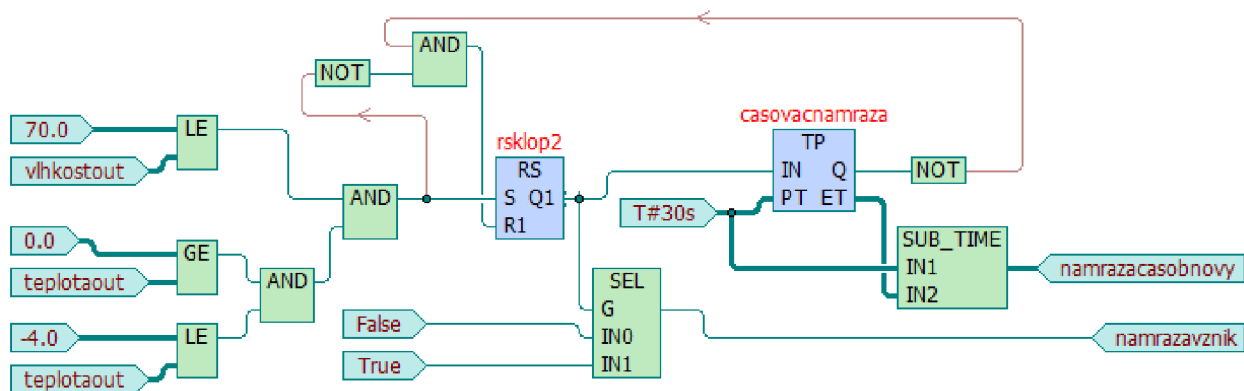 AND
NOT
70.0
LE
vlhkostout
rsklop2
RS
S Q1
R1
casovacnamraza
TP
IN Q
PT ET
NOT
AND
T#30s
0.0
GE
teplotaout
AND
SUB_TIME
IN1
IN2
namrazacasobnovy
SEL
G
IN0
IN1
False
True
namrazavznik
-4.0
LE
teplotaout